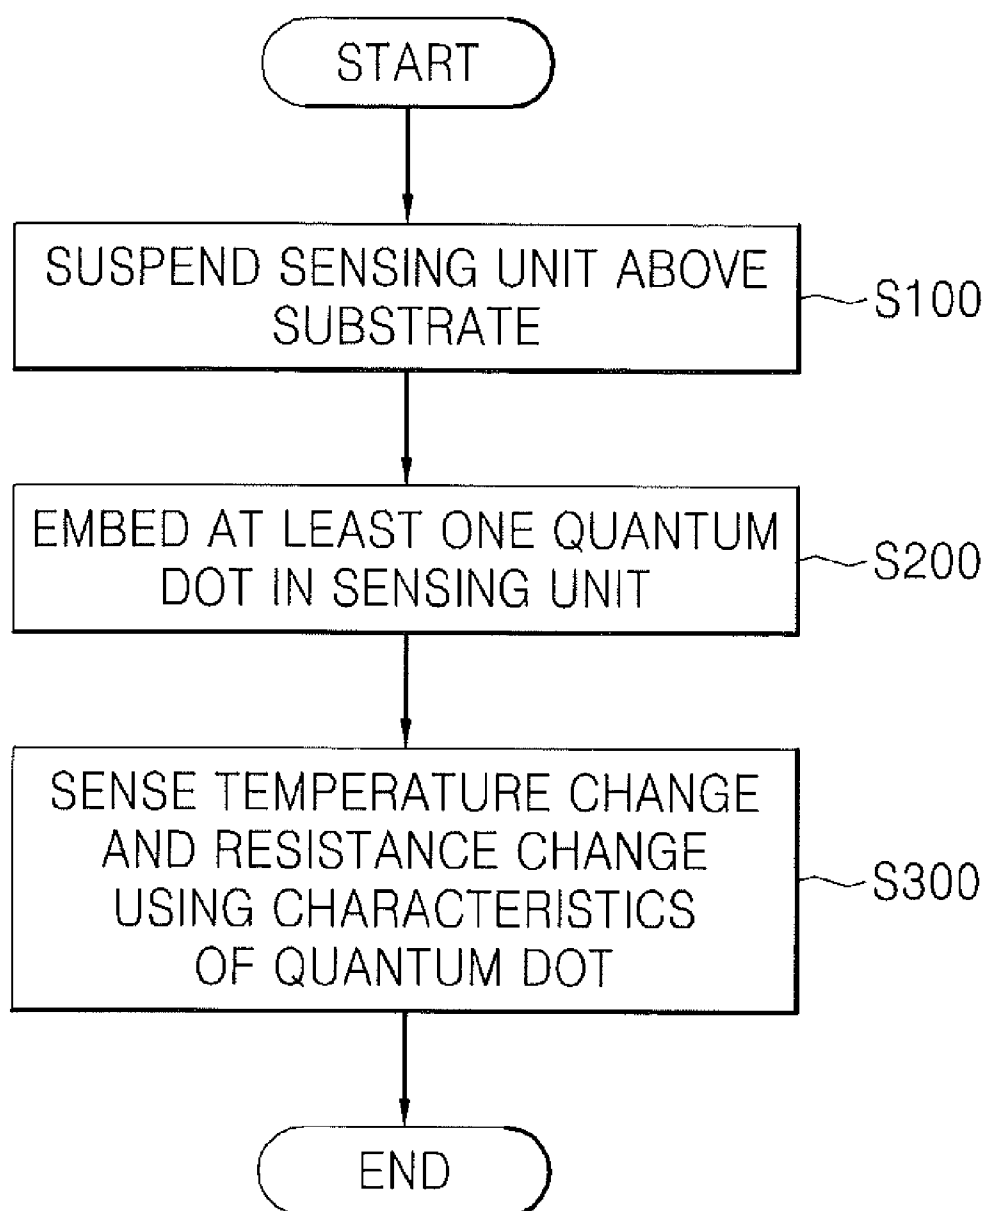 START
SUSPEND SENSING UNIT ABOVE
SUBSTRATE
S100
EMBED AT LEAST ONE QUANTUM
DOT IN SENSING UNIT
S200
SENSE TEMPERATURE CHANGE
AND RESISTANCE CHANGE
USING CHARACTERISTICS
OF QUANTUM DOT
S300
END